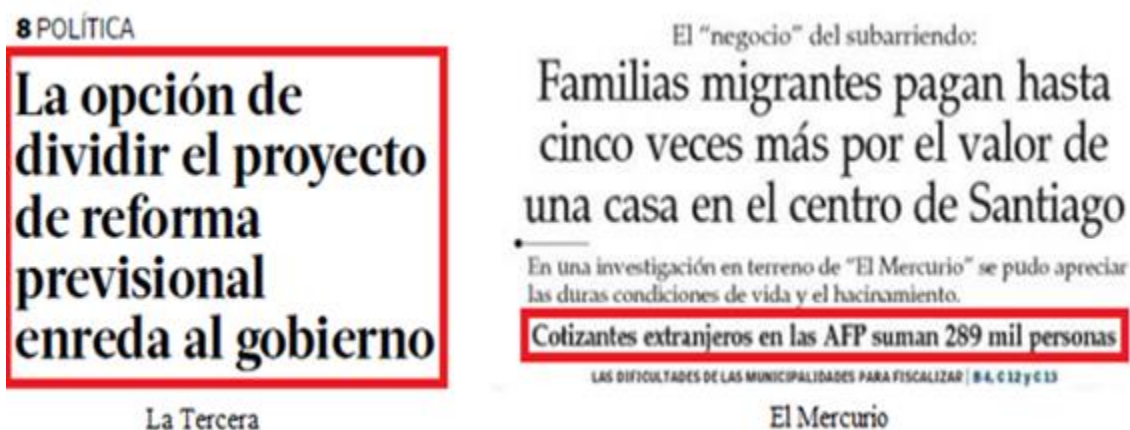 8 POLÍTICA
La opción de
dividir el proyecto
de reforma
previsional
enreda al gobierno
La Tercera
El "negocio" del subarriendo:
Familias migrantes pagan hasta
cinco veces más por el valor de
una casa en el centro de Santiago
En una investigación en terreno de "El Mercurio" se pudo apreciar
las duras condiciones de vida y el hacinamiento.
Cotizantes extranjeros en las AFP suman 289 mil personas
LAS DIFICULTADES DE LAS MUNICIPALIDADES PARA FISCALIZAR | B 4, C 12 y C 13
El Mercurio